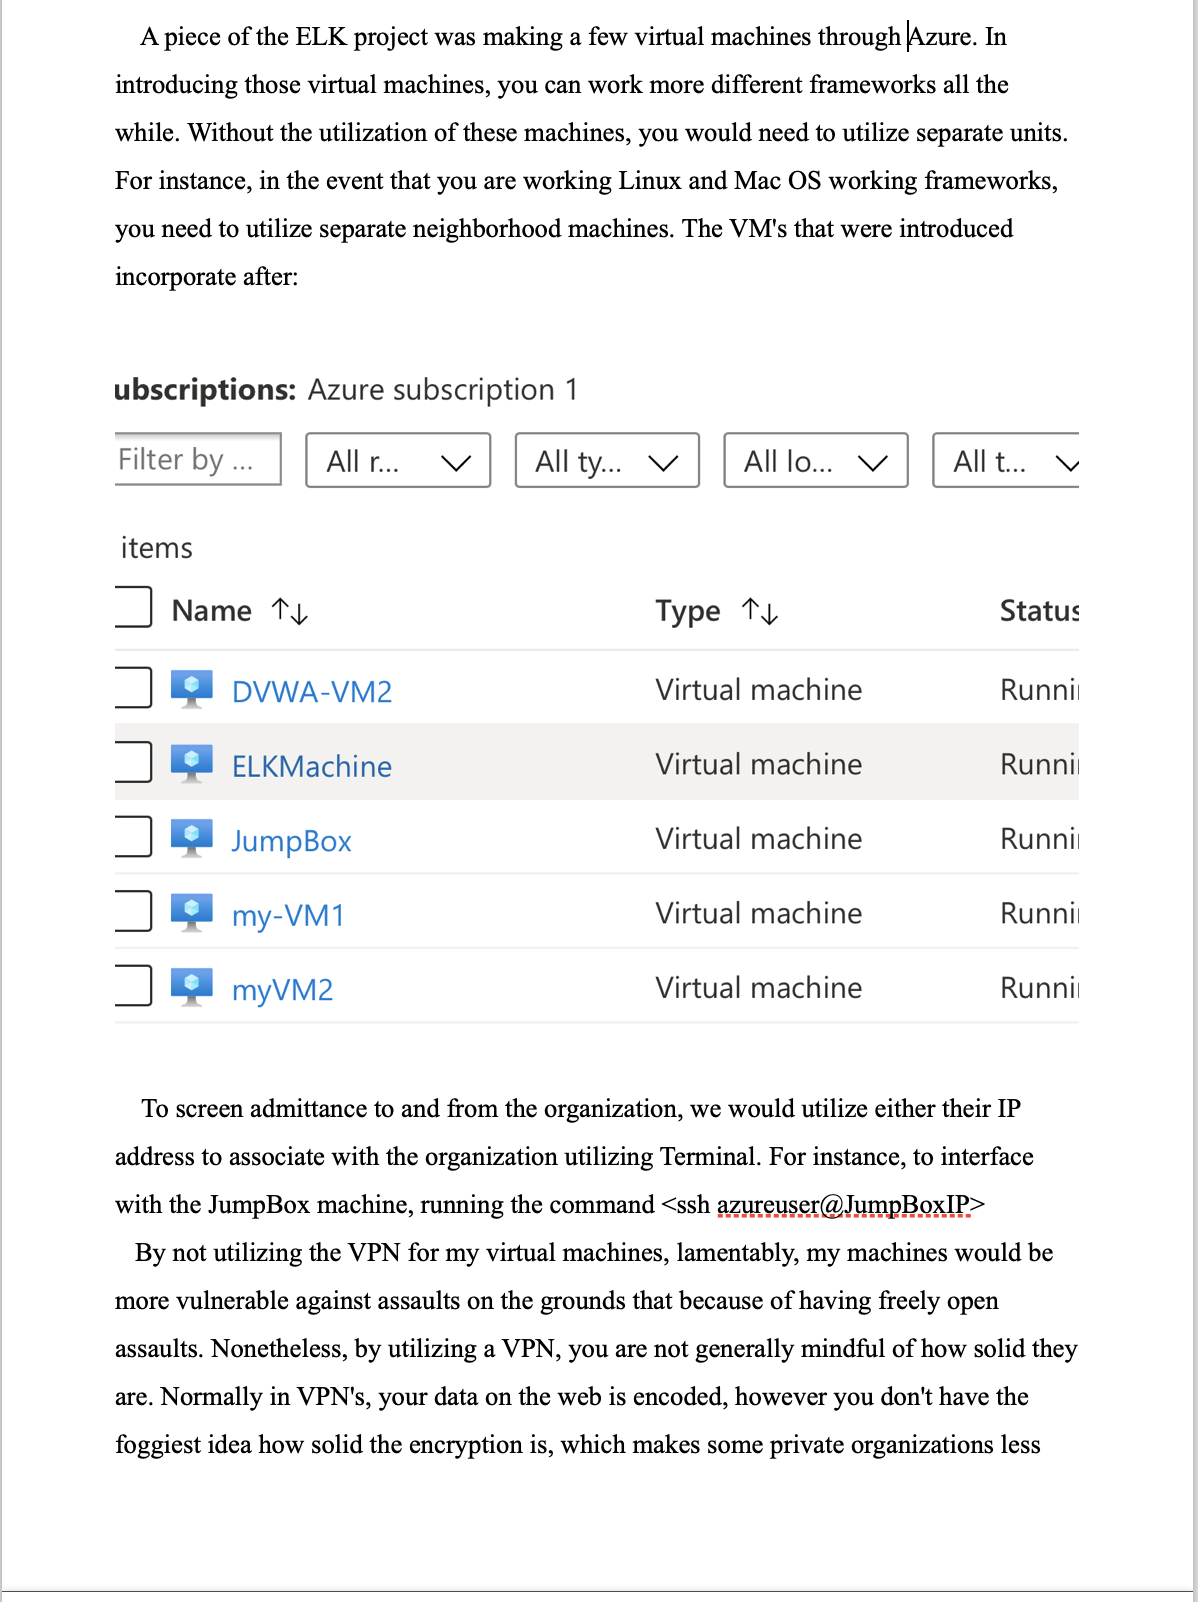 A piece of the ELK project was making a few virtual machines through Azure. In
introducing those virtual machines, you can work more different frameworks all the
while. Without the utilization of these machines, you would need to utilize separate units.
For instance, in the event that you are working Linux and Mac OS working frameworks,
you need to utilize separate neighborhood machines. The VM's that were introduced
incorporate after:
ubscriptions: Azure subscription 1
Filter by ... All r... All ty... All lo... All t...
items
Name ↑↓ Type ↑↓ Status
DVWA-VM2 Virtual machine Runni
ELKMachine Virtual machine Runni
JumpBox Virtual machine Runni
my-VM1 Virtual machine Runni
myVM2 Virtual machine Runni
To screen admittance to and from the organization, we would utilize either their IP
address to associate with the organization utilizing Terminal. For instance, to interface
with the JumpBox machine, running the command <ssh azureuser@JumpBoxIP>
By not utilizing the VPN for my virtual machines, lamentably, my machines would be
more vulnerable against assaults on the grounds that because of having freely open
assaults. Nonetheless, by utilizing a VPN, you are not generally mindful of how solid they
are. Normally in VPN's, your data on the web is encoded, however you don't have the
foggiest idea how solid the encryption is, which makes some private organizations less